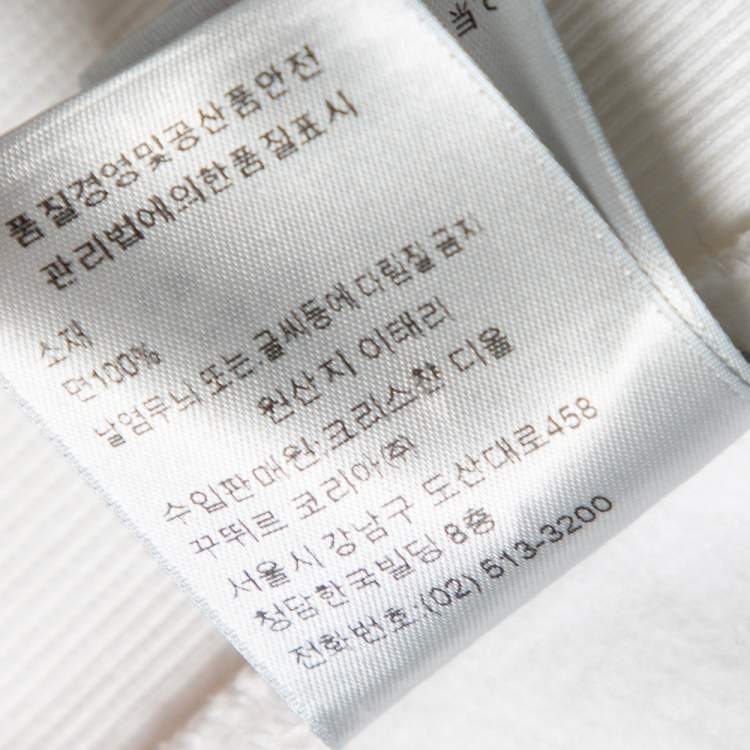 当
품질경영및공산품안전
관리법에의한품질표시
소재
면100%
날염무늬 또는 글씨등에 다림질 금지
원산지 이태리
수입판매원:크리스챤 디올
꾸뛰르 코리아(주)
서울시 강남구 도산대로458
청담한국빌딩 8층
전화번호:(02) 513-3200